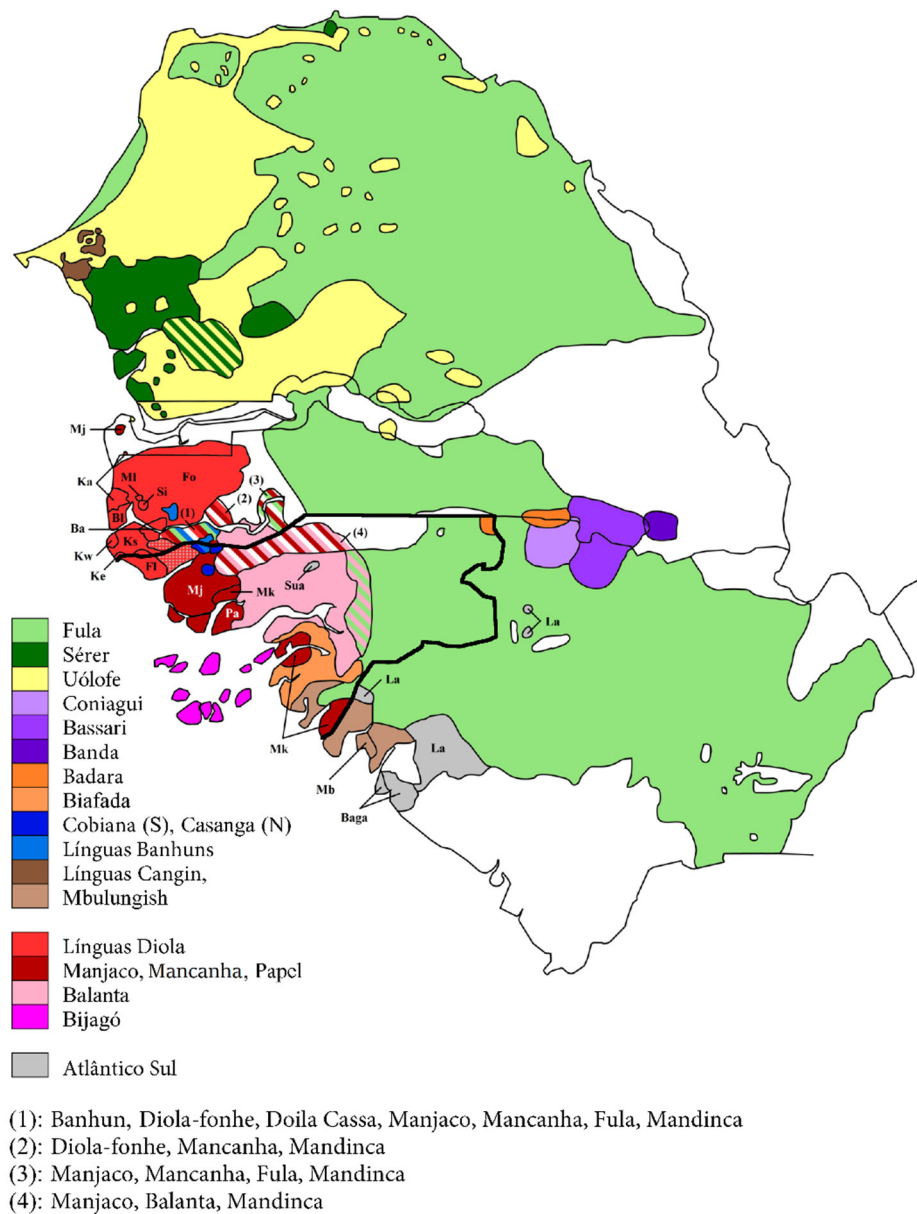 Mj
Ka
Ml
Fo
Si
(3)
(2)
Bl
(1)
Ba
(4)
Ks
Kw
Fl
Ke
Sua
Mj
Mk
Pa
La
La
Mk
La
Mb
Baga
Fula
Sérer
Uólofe
Coniagui
Bassari
Banda
Badara
Biafada
Cobiana (S), Casanga (N)
Línguas Banhuns
Línguas Cangin,
Mbulungish
Línguas Diola
Manjaco, Mancanha, Papel
Balanta
Bijagó
Atlântico Sul
(1): Banhun, Diola-fonhe, Doila Cassa, Manjaco, Mancanha, Fula, Mandinca
(2): Diola-fonhe, Mancanha, Mandinca
(3): Manjaco, Mancanha, Fula, Mandinca
(4): Manjaco, Balanta, Mandinca